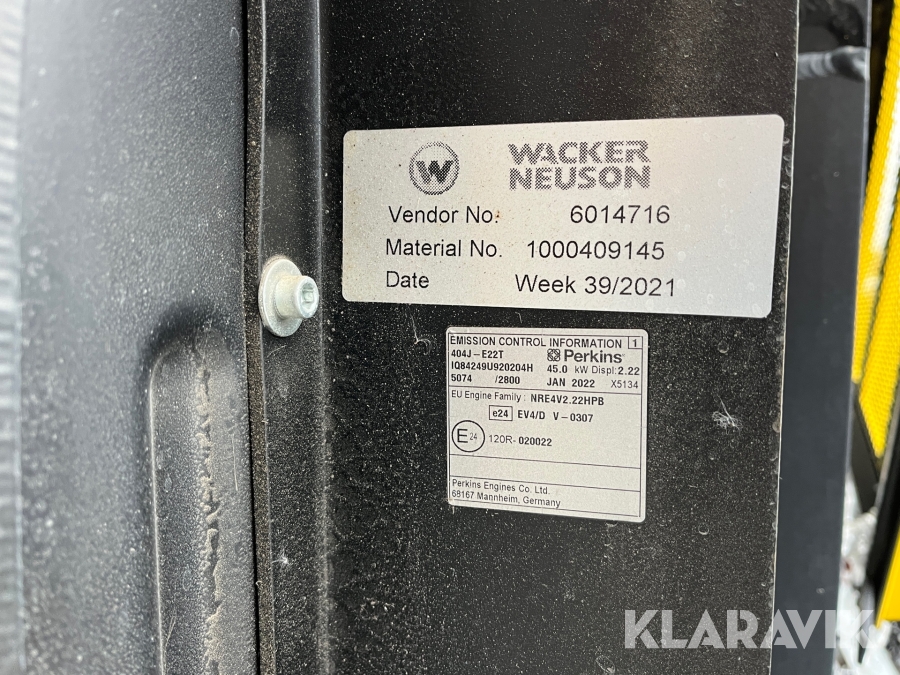 W
WACKER
NEUSON
Vendor No: 6014716
Material No. 1000409145
Date Week 39/2021
EMISSION CONTROL INFORMATION 1
404J-E22T Perkins
IQ84249U920204H 45.0 kW Displ:2.22
5074 /2800 JAN 2022 X5134
EU Engine Family: NRE4V2.22HPB
e24 EV4/D V-0307
E24 120R-020022
Perkins Engines Co. Ltd.
68167 Mannheim, Germany
KLARAVIK